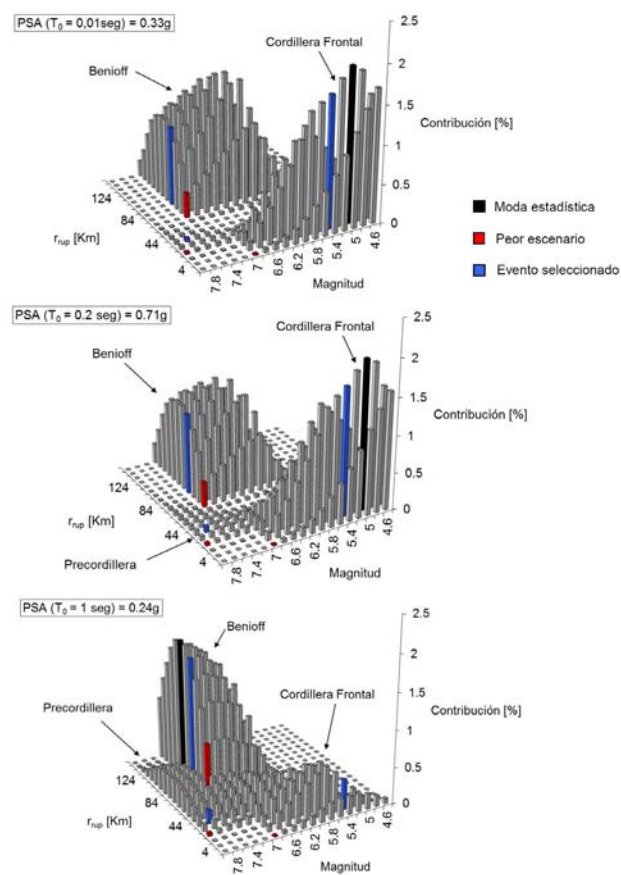 PSA (T0 = 0,01seg) = 0.33g
2.5
2
1.5
1
0.5
0
Contribución [%]
Cordillera Frontal
Benioff
124
84
44
4
rrup [Km]
7.8
7.4
7
6.6
6.2
5.8
5.4
5
4.6
Magnitud
Moda estadística
Peor escenario
Evento seleccionado
PSA (T0 = 0.2 seg) = 0.71g
2.5
2
1.5
1
0.5
0
Contribución [%]
Cordillera Frontal
Benioff
124
84
44
4
rrup [Km]
Precordillera
7.8
7.4
7
6.6
6.2
5.8
5.4
5
4.6
Magnitud
PSA (T0 = 1 seg) = 0.24g
2.5
2
1.5
1
0.5
0
Contribución [%]
Benioff
Cordillera Frontal
Precordillera
124
84
44
4
rrup [Km]
7.8
7.4
7
6.6
6.2
5.8
5.4
5
4.6
Magnitud